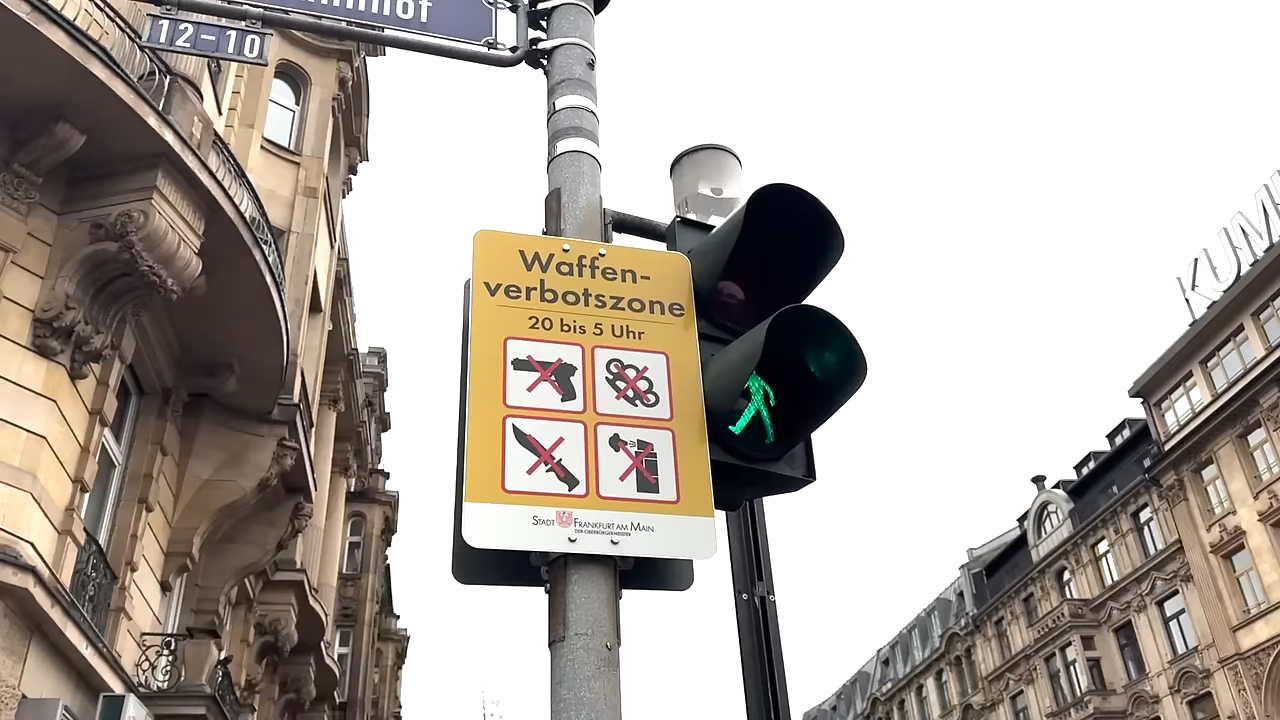 12-10
Waffen-
verbotszone
20 bis 5 Uhr
STADT FRANKFURT AM MAIN
DER OBERBÜRGERMEISTER